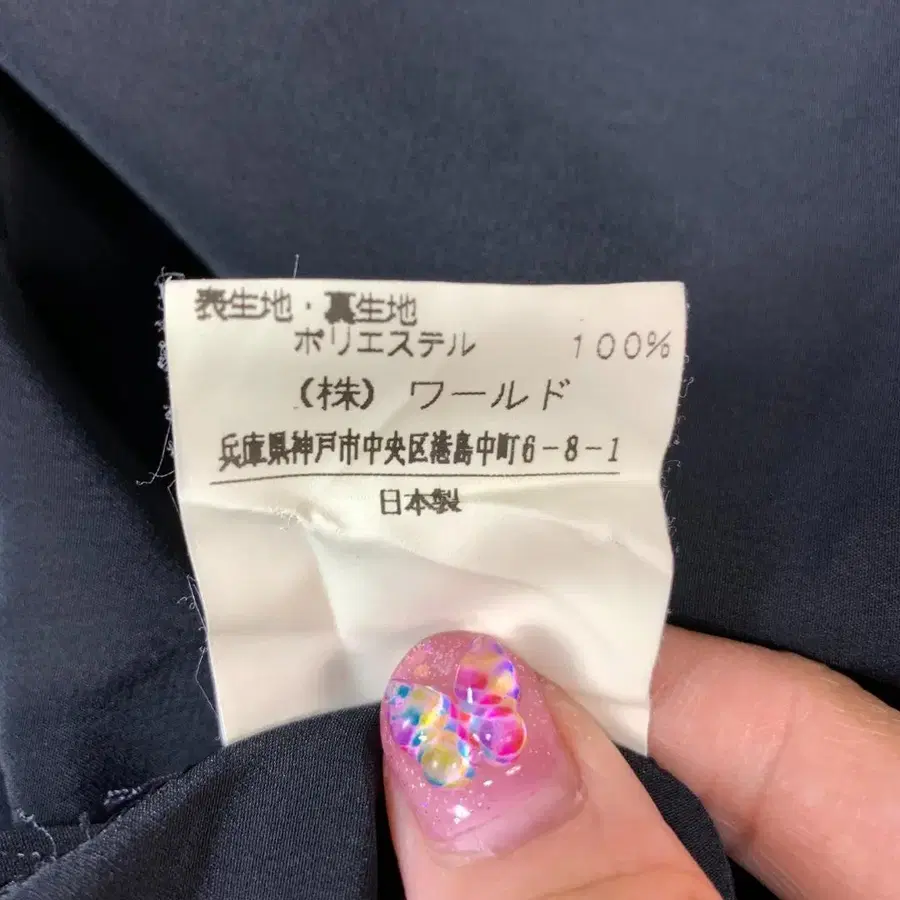 表生地・裏生地
ポリエステル 100%
(株) ワールド
兵庫県神戸市中央区港島中町6-8-1
日本製